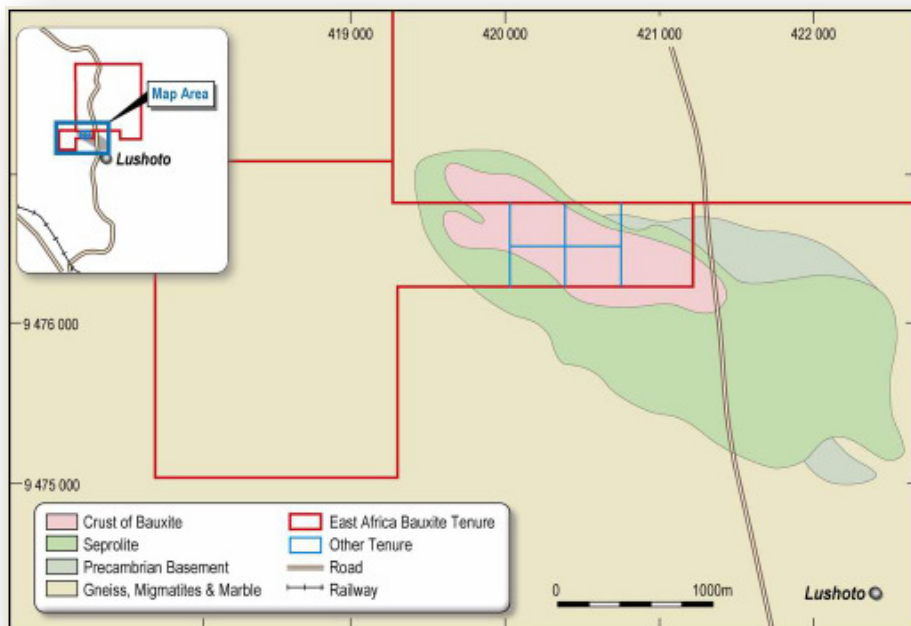 419 000
420 000
421 000
422 000
Map Area
Lushoto
9 476 000
9 475 000
Crust of Bauxite
Seprolite
Precambrian Basement
Gneiss, Migmatites & Marble
East Africa Bauxite Tenure
Other Tenure
Road
Railway
0 1000m
Lushoto